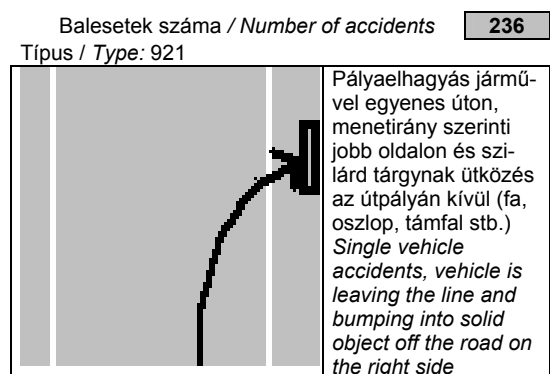 Balesetek száma / Number of accidents 236
Típus / Type: 921
Pályaelhagyás jármű-
vel egyenes úton,
menetirány szerinti
jobb oldalon és szi-
lárd tárgynak ütközés
az útpályán kívül (fa,
oszlop, támfal stb.)
Single vehicle
accidents, vehicle is
leaving the line and
bumping into solid
object off the road on
the right side